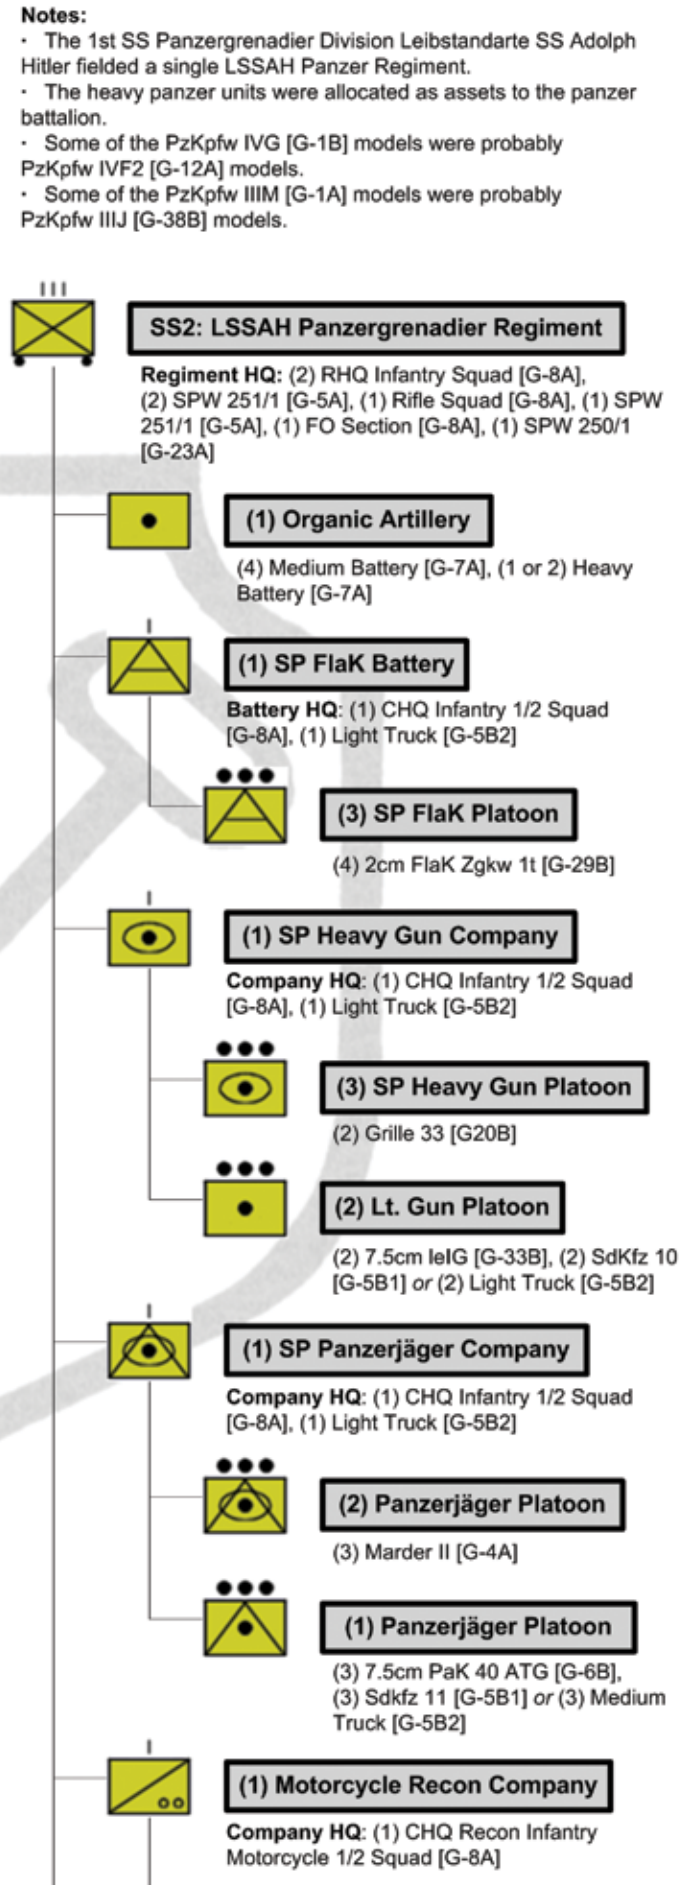 Notes:
· The 1st SS Panzergrenadier Division Leibstandarte SS Adolph
Hitler fielded a single LSSAH Panzer Regiment.
· The heavy panzer units were allocated as assets to the panzer
battalion.
· Some of the PzKpfw IVG [G-1B] models were probably
PzKpfw IVF2 [G-12A] models.
· Some of the PzKpfw IIIM [G-1A] models were probably
PzKpfw IIIJ [G-38B] models.
SS2: LSSAH Panzergrenadier Regiment
Regiment HQ: (2) RHQ Infantry Squad [G-8A],
(2) SPW 251/1 [G-5A], (1) Rifle Squad [G-8A], (1) SPW
251/1 [G-5A], (1) FO Section [G-8A], (1) SPW 250/1
[G-23A]
(1) Organic Artillery
(4) Medium Battery [G-7A], (1 or 2) Heavy
Battery [G-7A]
(1) SP FlaK Battery
Battery HQ: (1) CHQ Infantry 1/2 Squad
[G-8A], (1) Light Truck [G-5B2]
(3) SP FlaK Platoon
(4) 2cm FlaK Zgkw 1t [G-29B]
(1) SP Heavy Gun Company
Company HQ: (1) CHQ Infantry 1/2 Squad
[G-8A], (1) Light Truck [G-5B2]
(3) SP Heavy Gun Platoon
(2) Grille 33 [G20B]
(2) Lt. Gun Platoon
(2) 7.5cm leIG [G-33B], (2) SdKfz 10
[G-5B1] or (2) Light Truck [G-5B2]
(1) SP Panzerjäger Company
Company HQ: (1) CHQ Infantry 1/2 Squad
[G-8A], (1) Light Truck [G-5B2]
(2) Panzerjäger Platoon
(3) Marder II [G-4A]
(1) Panzerjäger Platoon
(3) 7.5cm PaK 40 ATG [G-6B],
(3) Sdkfz 11 [G-5B1] or (3) Medium
Truck [G-5B2]
(1) Motorcycle Recon Company
Company HQ: (1) CHQ Recon Infantry
Motorcycle 1/2 Squad [G-8A]